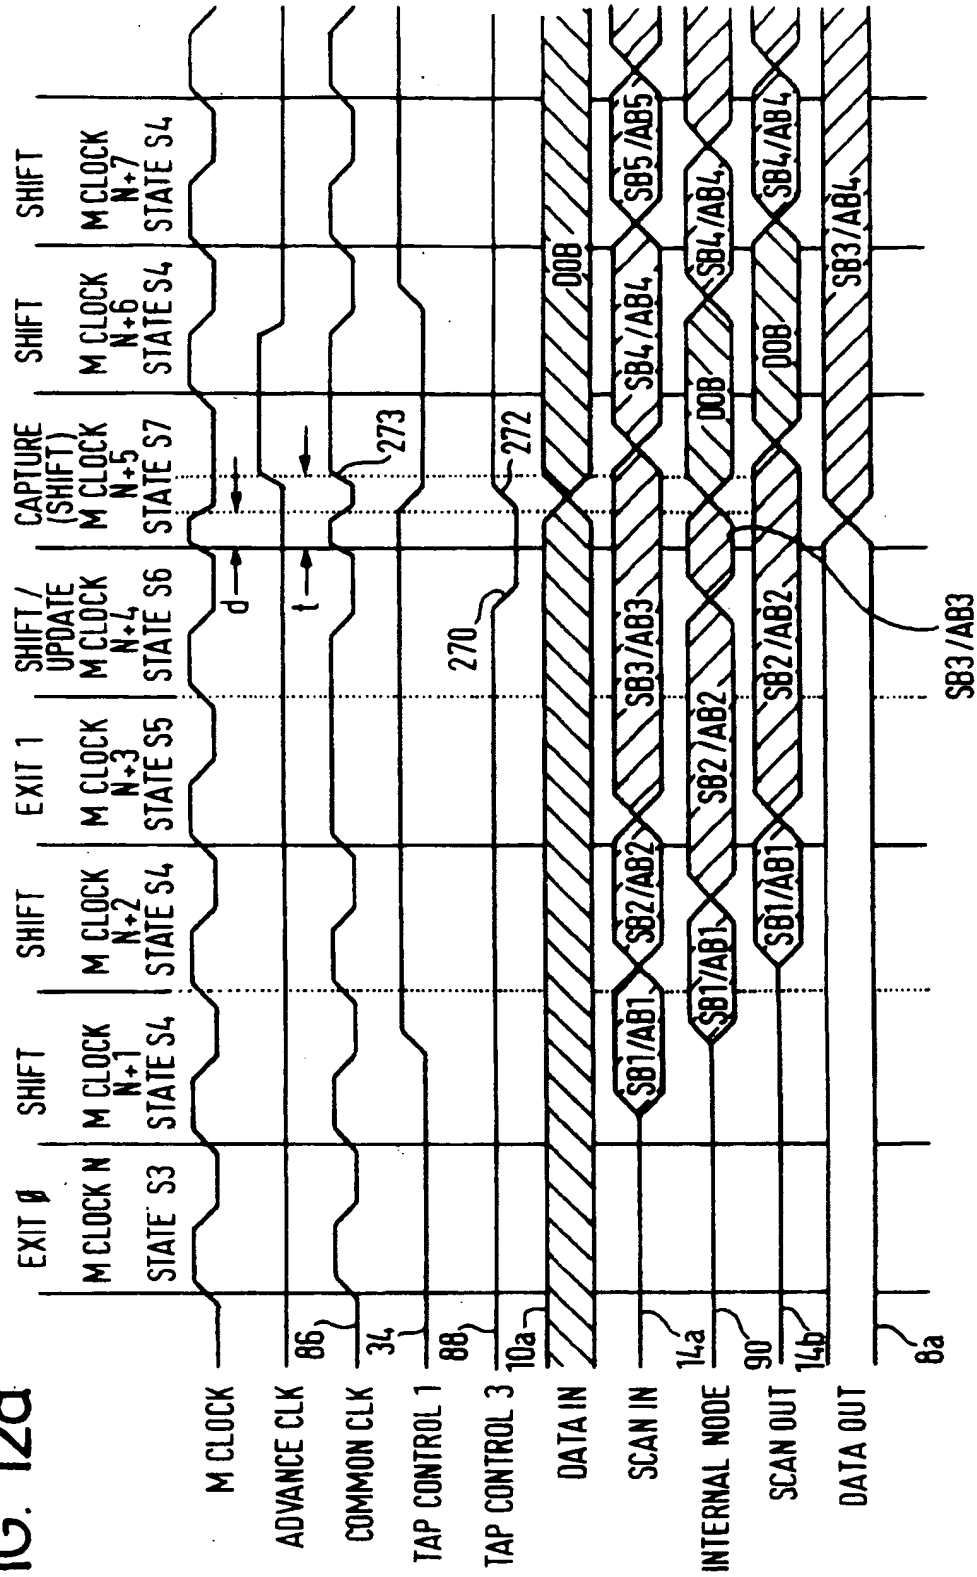 IG. 12a
EXIT Ø
M CLOCK N
STATE S3
SHIFT
M CLOCK
N+1
STATE S4
SHIFT
M CLOCK
N+2
STATE S4
EXIT 1
M CLOCK
N+3
STATE S5
SHIFT/
UPDATE
M CLOCK
N+4
STATE S6
CAPTURE
(SHIFT)
M CLOCK
N+5
STATE S7
SHIFT
M CLOCK
N+6
STATE S4
SHIFT
M CLOCK
N+7
STATE S4
M CLOCK
d
ADVANCE CLK
86
COMMON CLK
t
273
34
TAP CONTROL 1
88
TAP CONTROL 3
270
272
10a
DATA IN
DOB
SCAN IN
14a
SB1/AB1
SB2/AB2
SB3/AB3
SB4/AB4
SB5/AB5
INTERNAL NODE
90
SB1/AB1
SB2/AB2
DOB
SB4/AB4
SCAN OUT
14b
SB1/AB1
SB2/AB2
DOB
SB4/AB4
DATA OUT
8a
SB3/AB4
SB3/AB3